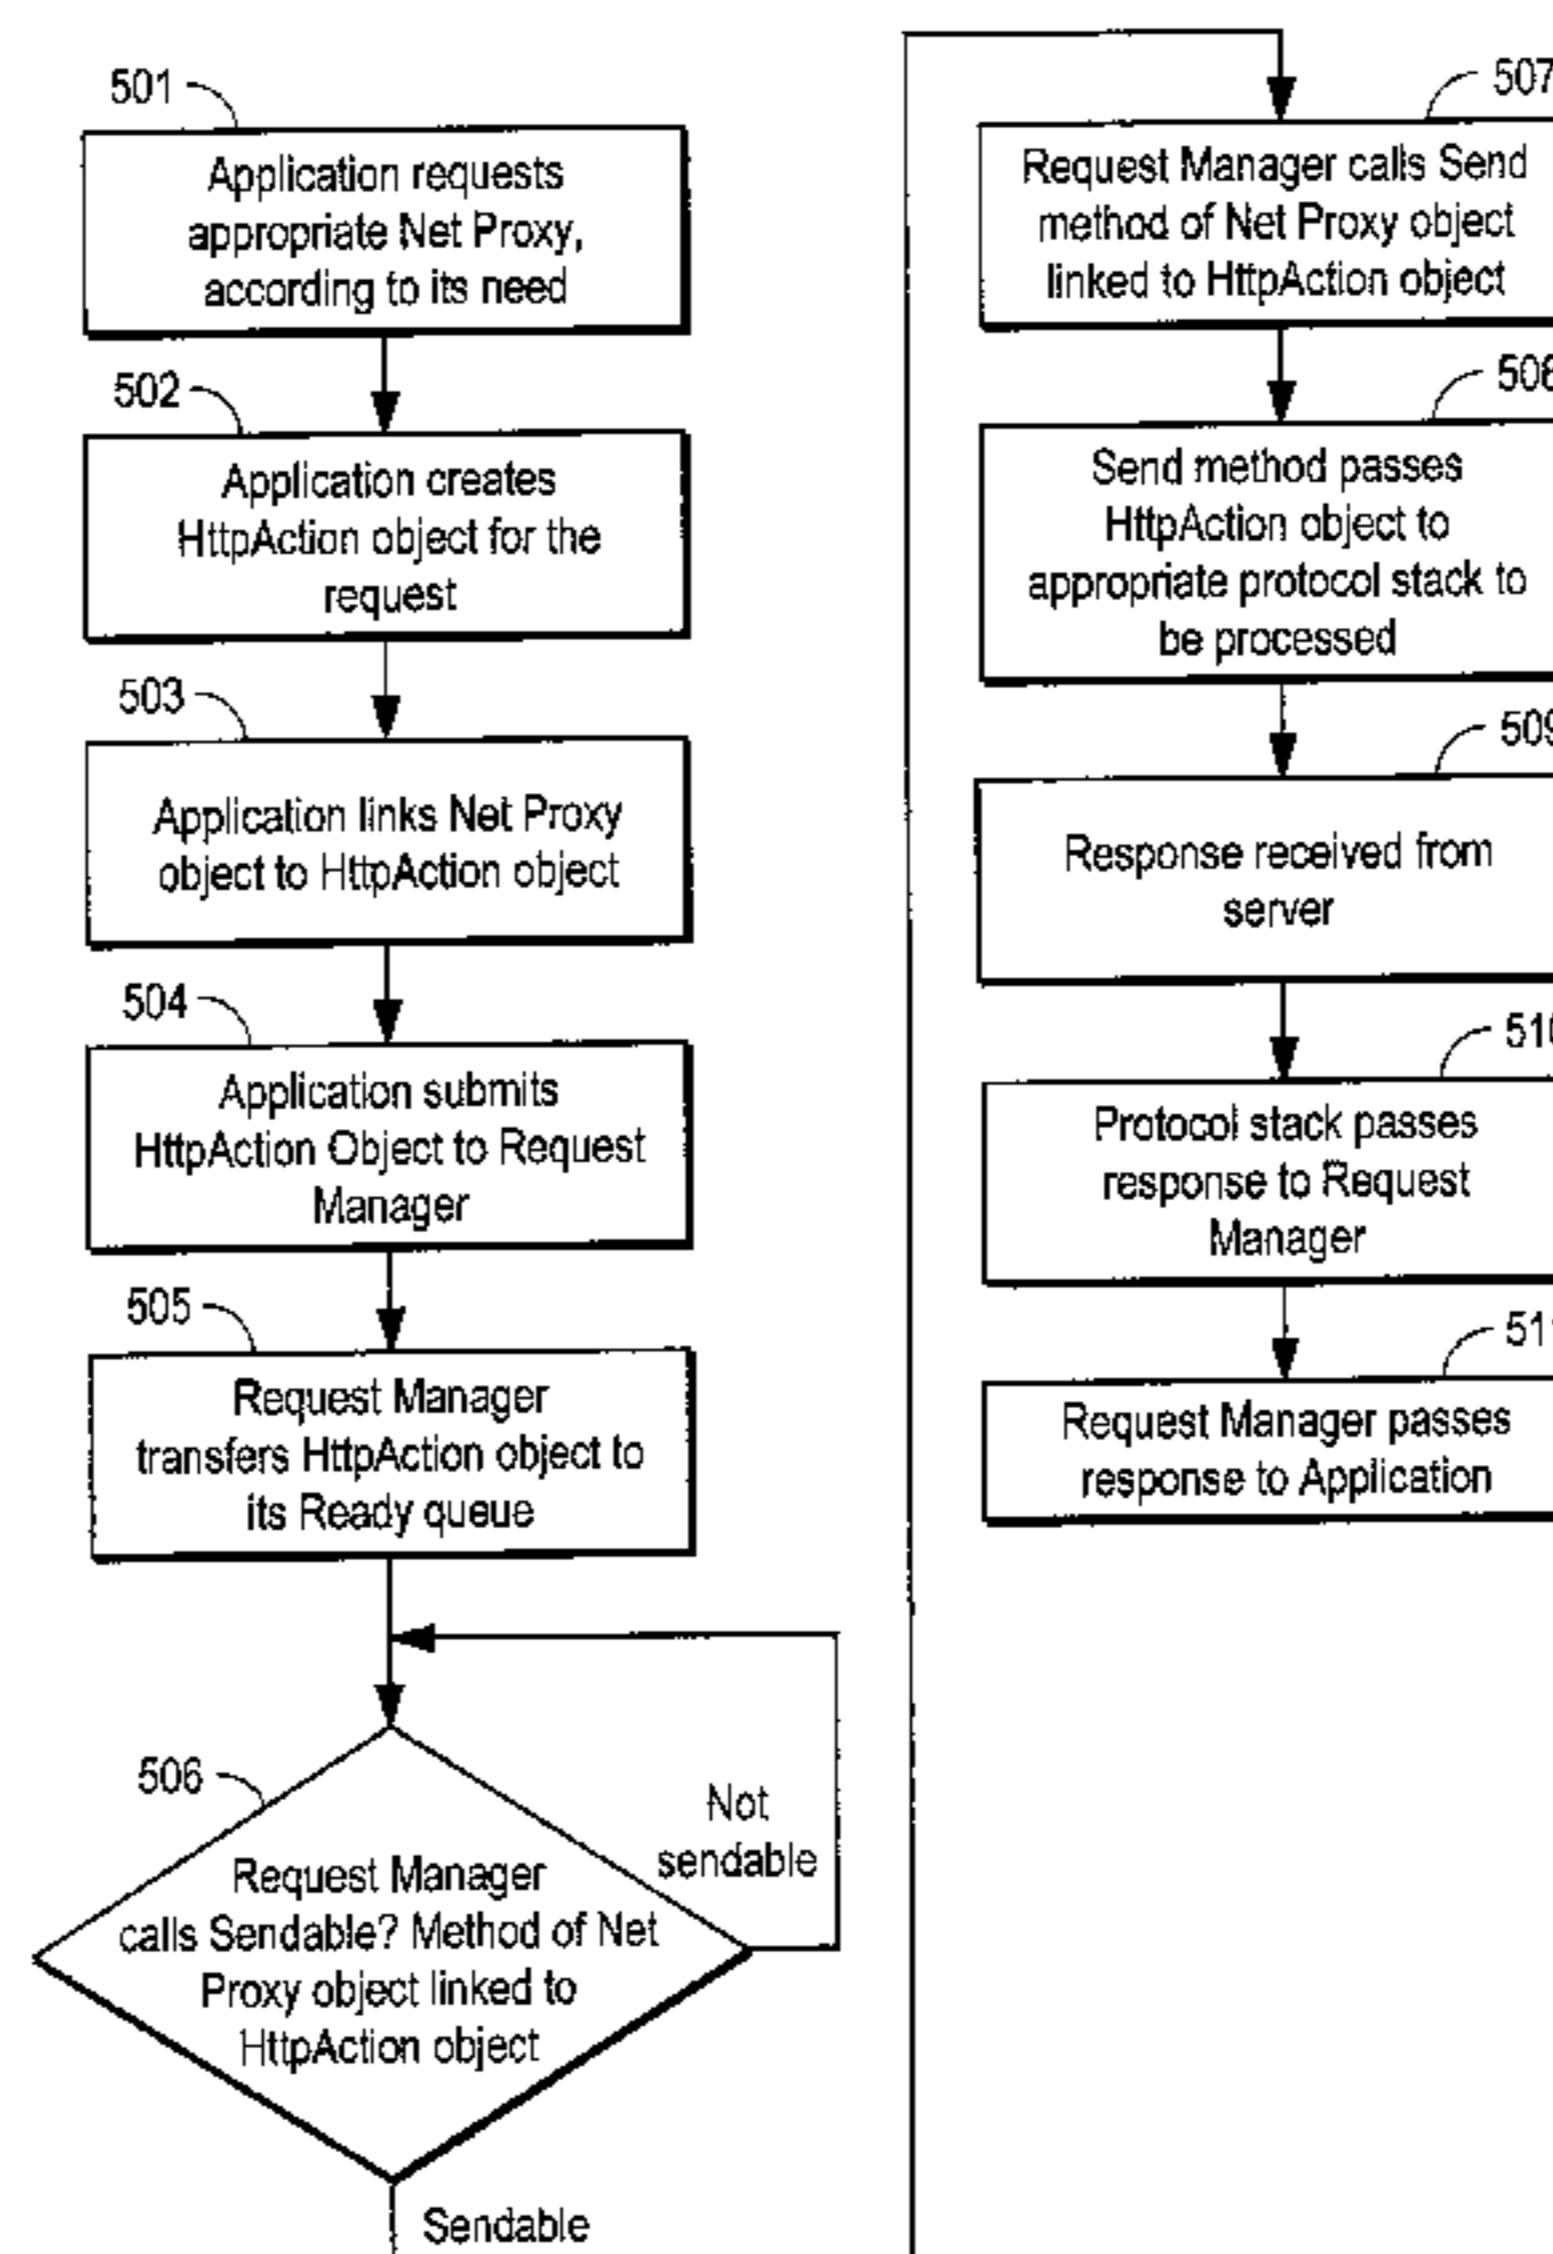 501
Application requests
appropriate Net Proxy,
according to its need
502
Application creates
HttpAction object for the
request
503
Application links Net Proxy
object to HttpAction object
504
Application submits
HttpAction Object to Request
Manager
505
Request Manager
transfers HttpAction object to
its Ready queue
506
Request Manager
calls Sendable? Method of Net
Proxy object linked to
HttpAction object
Not
sendable
Sendable
507
Request Manager calls Send
method of Net Proxy object
linked to HttpAction object
508
Send method passes
HttpAction object to
appropriate protocol stack to
be processed
509
Response received from
server
510
Protocol stack passes
response to Request
Manager
511
Request Manager passes
response to Application